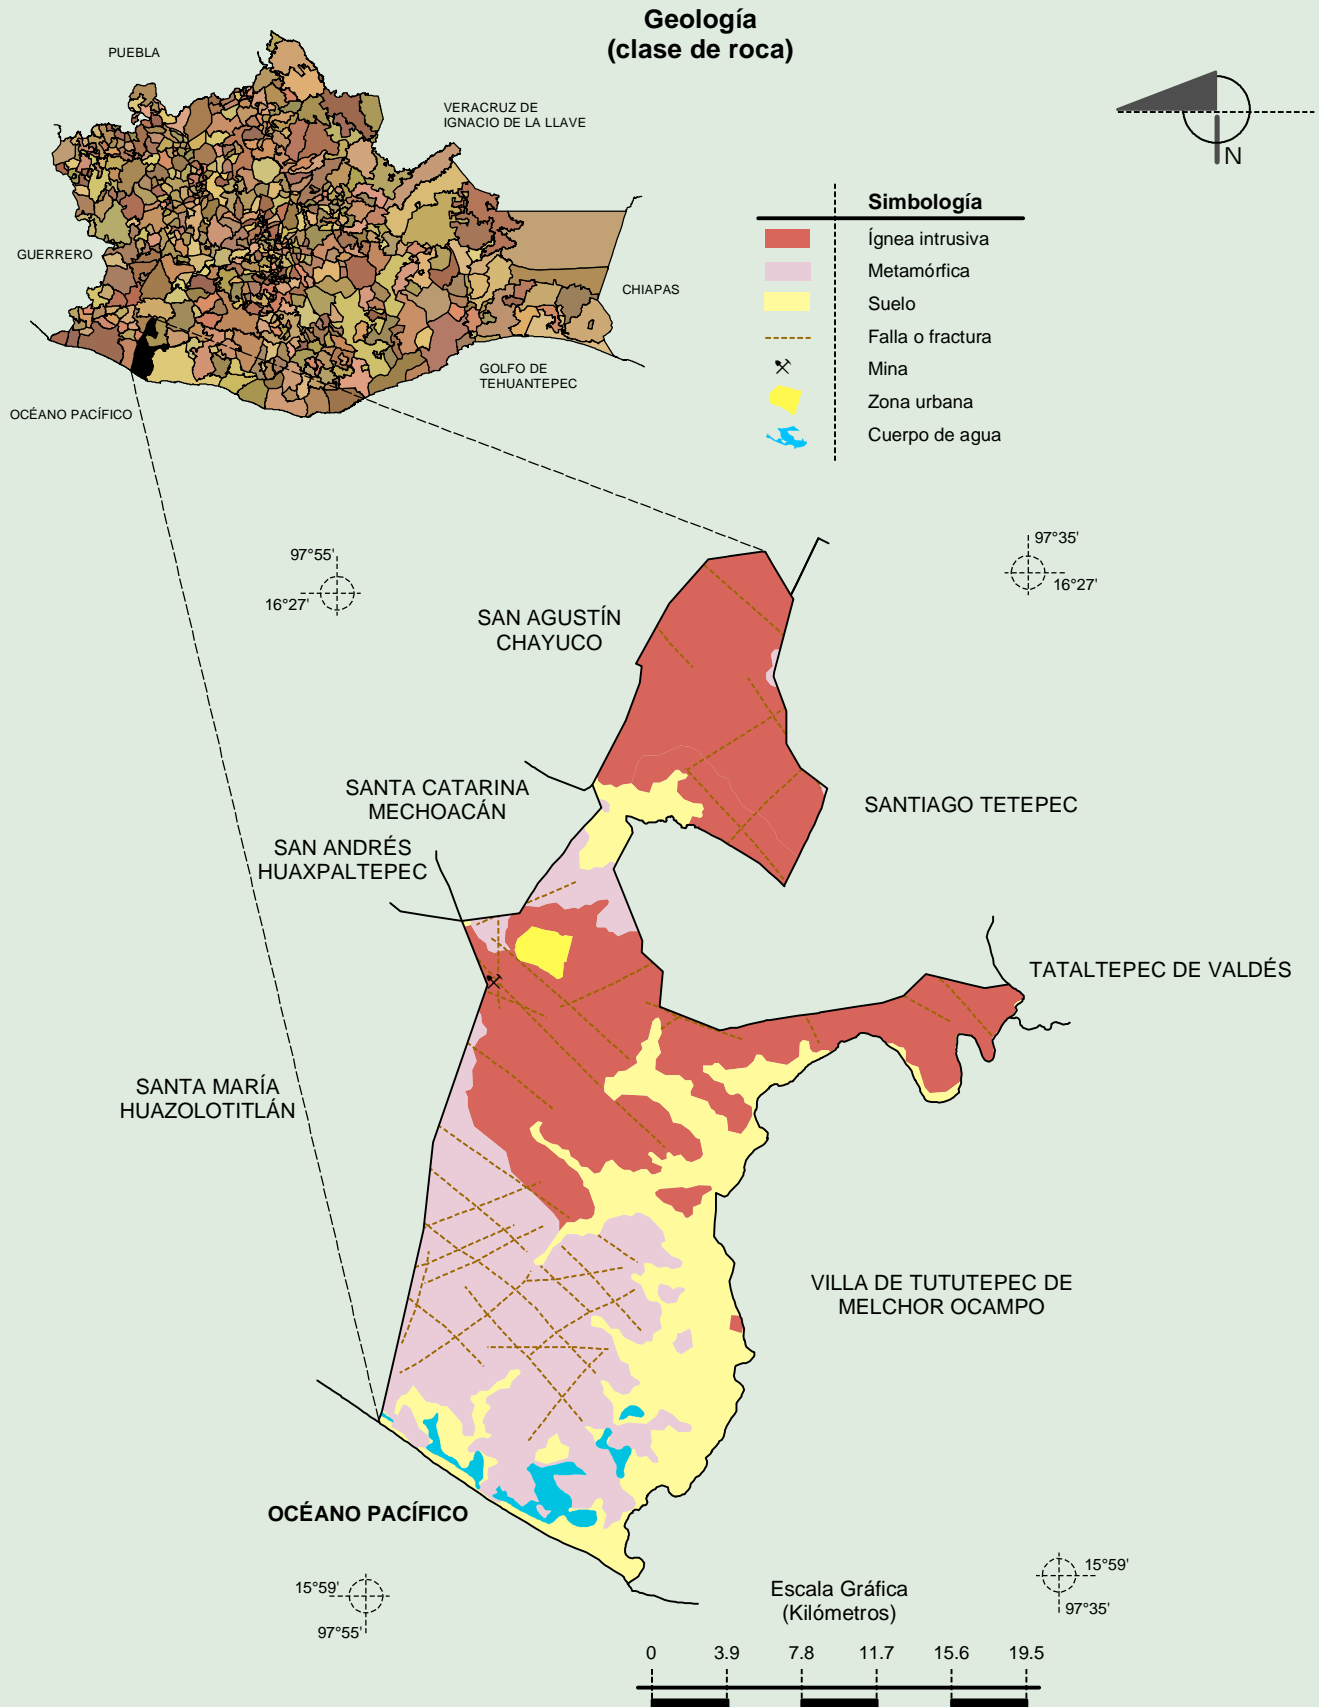 Geología
(clase de roca)
PUEBLA
VERACRUZ DE
IGNACIO DE LA LLAVE
N
GUERRERO
CHIAPAS
GOLFO DE
TEHUANTEPEC
OCÉANO PACÍFICO
Simbología
Ígnea intrusiva
Metamórfica
Suelo
Falla o fractura
Mina
Zona urbana
Cuerpo de agua
97°55'
16°27'
97°35'
16°27'
SAN AGUSTÍN
CHAYUCO
SANTA CATARINA
MECHOACÁN
SANTIAGO TETEPEC
SAN ANDRÉS
HUAXPALTEPEC
TATALTEPEC DE VALDÉS
SANTA MARÍA
HUAZOLOTITLÁN
VILLA DE TUTUTEPEC DE
MELCHOR OCAMPO
OCÉANO PACÍFICO
15°59'
97°55'
15°59'
97°35'
Escala Gráfica
(Kilómetros)
0 3.9 7.8 11.7 15.6 19.5